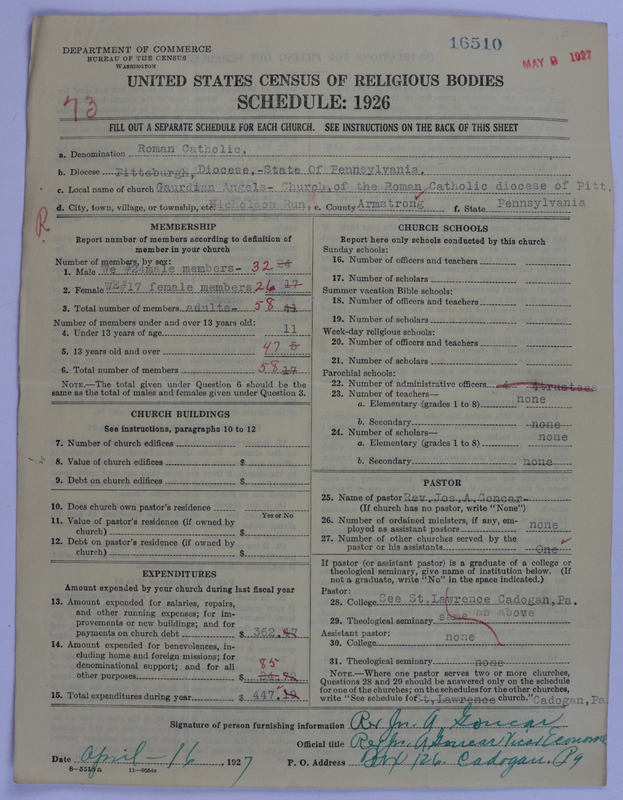 16510
MAY 9 1927
DEPARTMENT OF COMMERCE
BUREAU OF THE CENSUS
WASHINGTON
UNITED STATES CENSUS OF RELIGIOUS BODIES
73
SCHEDULE: 1926
FILL OUT A SEPARATE SCHEDULE FOR EACH CHURCH. SEE INSTRUCTIONS ON THE BACK OF THIS SHEET
a. Denomination Roman Catholic.
b. Diocese Pittsburgh, Diocese,-State Of Pennsylvania.
c. Local name of church Gaurdian Angels- Church,of the Roman Catholic diocese of Pitt.
d. City, town, village, or township, etc. Nicholson Run. e. County Armstrong f. State Pennsylvania
R
MEMBERSHIP
Report number of members according to definition of
member in your church
Number of members, by sex:
1. Male We #24male members- 32 24
2. Female WE#17 female members 26 17
3. Total number of members adults- 58 41
Number of members under and over 13 years old:
4. Under 13 years of age 11
5. 13 years old and over 47
6. Total number of members 58 17
NOTE.—The total given under Question 6 should be the
same as the total of males and females given under Question 3.
CHURCH BUILDINGS
See instructions, paragraphs 10 to 12
7. Number of church edifices
8. Value of church edifices $
9. Debt on church edifices $
10. Does church own pastor's residence
Yes or No
11. Value of pastor's residence (if owned by
church) $
12. Debt on pastor's residence (if owned by
church) $
EXPENDITURES
Amount expended by your church during last fiscal year
13. Amount expended for salaries, repairs,
and other running expenses; for im-
provements or new buildings; and for
payments on church debt $ 362.
14. Amount expended for benevolences, in-
cluding home and foreign missions; for
denominational support; and for all
other purposes $ 85
15. Total expenditures during year $ 447.
CHURCH SCHOOLS
Report here only schools conducted by this church
Sunday schools:
16. Number of officers and teachers
17. Number of scholars
Summer vacation Bible schools:
18. Number of officers and teachers
19. Number of scholars
Week-day religious schools:
20. Number of officers and teachers
21. Number of scholars
Parochial schools:
22. Number of administrative officers 4 4trustees
23. Number of teachers—
a. Elementary (grades 1 to 8) none
b. Secondary none
24. Number of scholars—
a. Elementary (grades 1 to 8) none
b. Secondary none
PASTOR
25. Name of pastor Rev. Jos. A. Goncar-
(If church has no pastor, write "None")
26. Number of ordained ministers, if any, em-
ployed as assistant pastors none
27. Number of other churches served by the
pastor or his assistants One
If pastor (or assistant pastor) is a graduate of a college or
theological seminary, give name of institution below. (If
not a graduate, write "No" in the space indicated.)
Pastor:
28. College See St,Lawrence Cadogan,Pa.
29. Theological seminary same as above
Assistant pastor:
30. College none
31. Theological seminary none
NOTE.—Where one pastor serves two or more churches,
Questions 28 and 29 should be answered only on the schedule
for one of the churches; on the schedules for the other churches,
write "See schedule for St,Lawrence church." Cadogan,Pa.
Signature of person furnishing information Rev Jos. A Goncar
Official title Rev Jos. A Goncar Vicar Econome
Date April - 16, 1927 P. O. Address Box 126. Cadogan. Pa
8—5518a 11—9054a